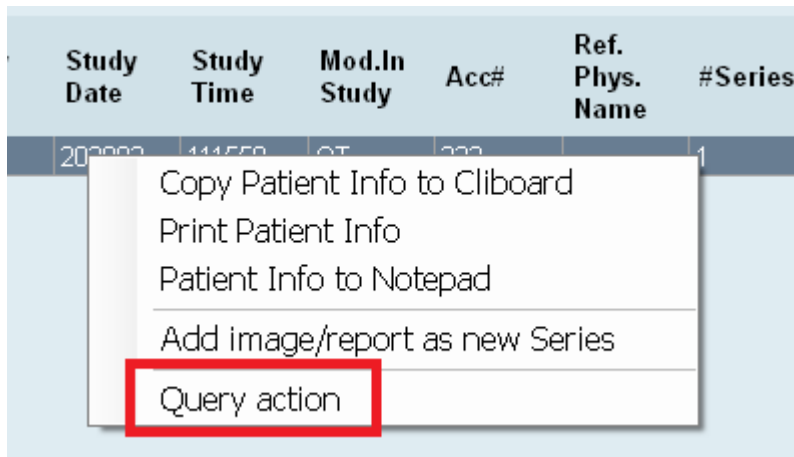 Study Date
Study Time
Mod.In Study
Acc#
Ref. Phys. Name
#Series
1
Copy Patient Info to Cliboard
Print Patient Info
Patient Info to Notepad
Add image/report as new Series
Query action